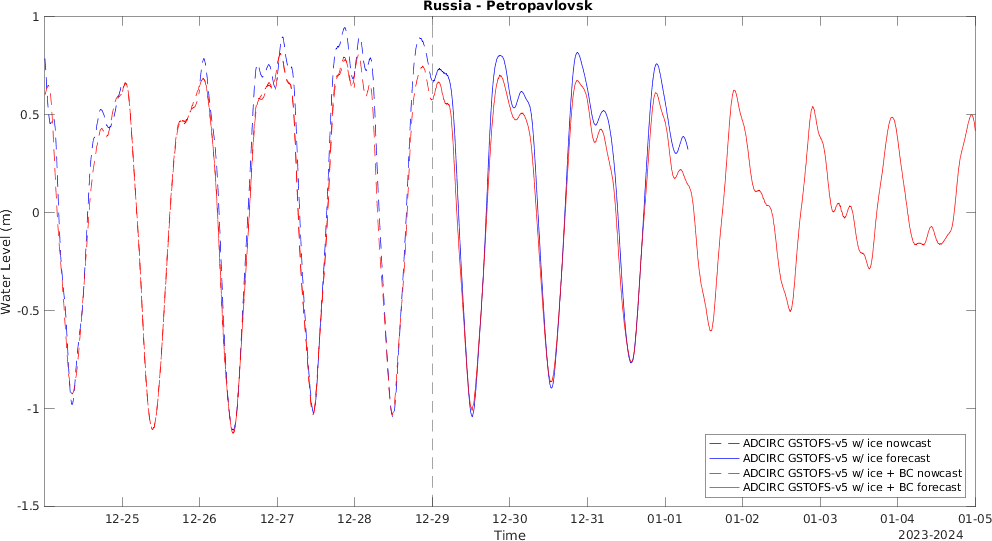 Russia - Petropavlovsk
Water Level (m)
1
0.5
0
-0.5
-1
-1.5
ADCIRC GSTOFS-v5 w/ ice nowcast
ADCIRC GSTOFS-v5 w/ ice forecast
ADCIRC GSTOFS-v5 w/ ice + BC nowcast
ADCIRC GSTOFS-v5 w/ ice + BC forecast
12-25 12-26 12-27 12-28 12-29 12-30 12-31 01-01 01-02 01-03 01-04 01-05
Time
2023-2024